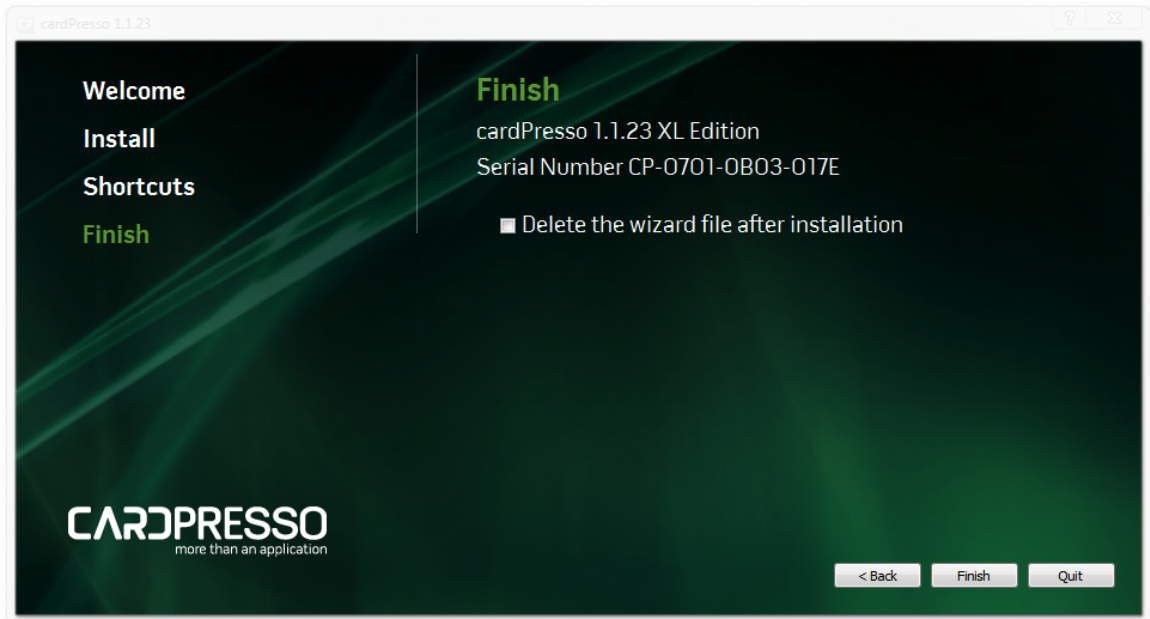 cardPresso 1.1.23
Welcome
Install
Shortcuts
Finish
Finish
cardPresso 1.1.23 XL Edition
Serial Number CP-0701-0B03-017E
Delete the wizard file after installation
CARDPRESSO
more than an application
< Back
Finish
Quit